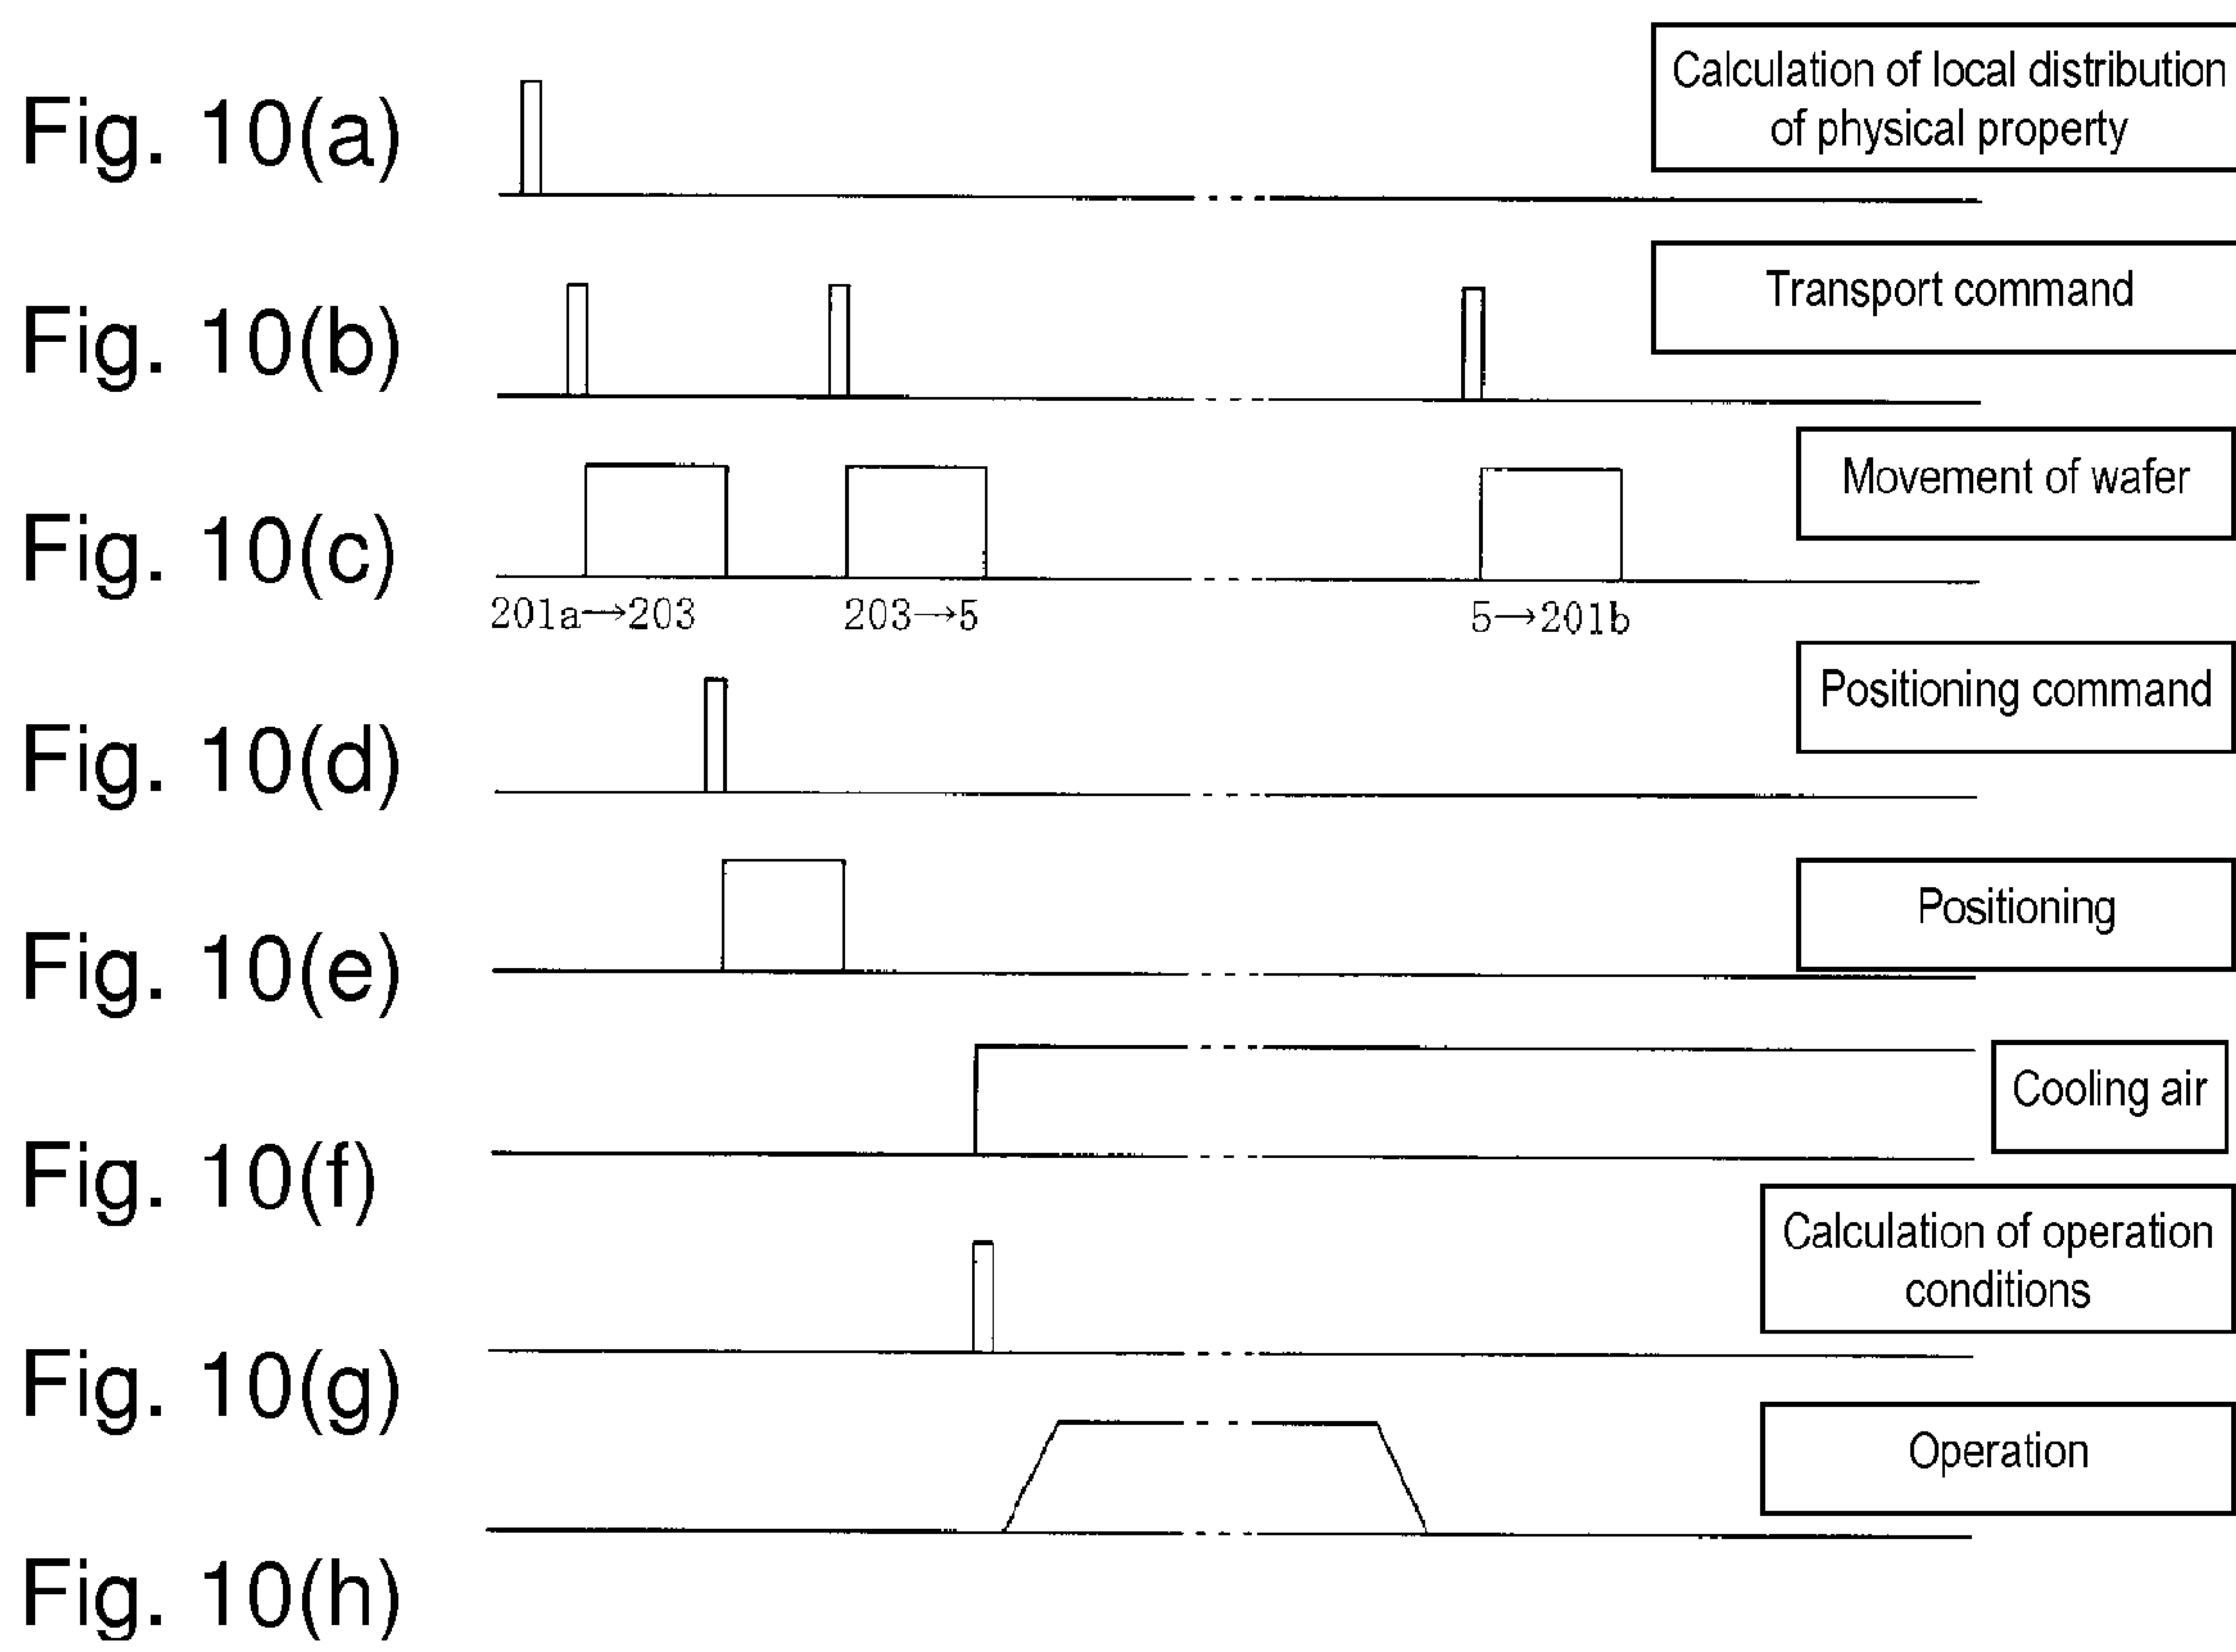 Calculation of local distribution
of physical property
Fig. 10(a)
Transport command
Fig. 10(b)
Movement of wafer
Fig. 10(c)
201a→203
203→5
5→201b
Positioning command
Fig. 10(d)
Positioning
Fig. 10(e)
Cooling air
Fig. 10(f)
Calculation of operation
conditions
Fig. 10(g)
Operation
Fig. 10(h)